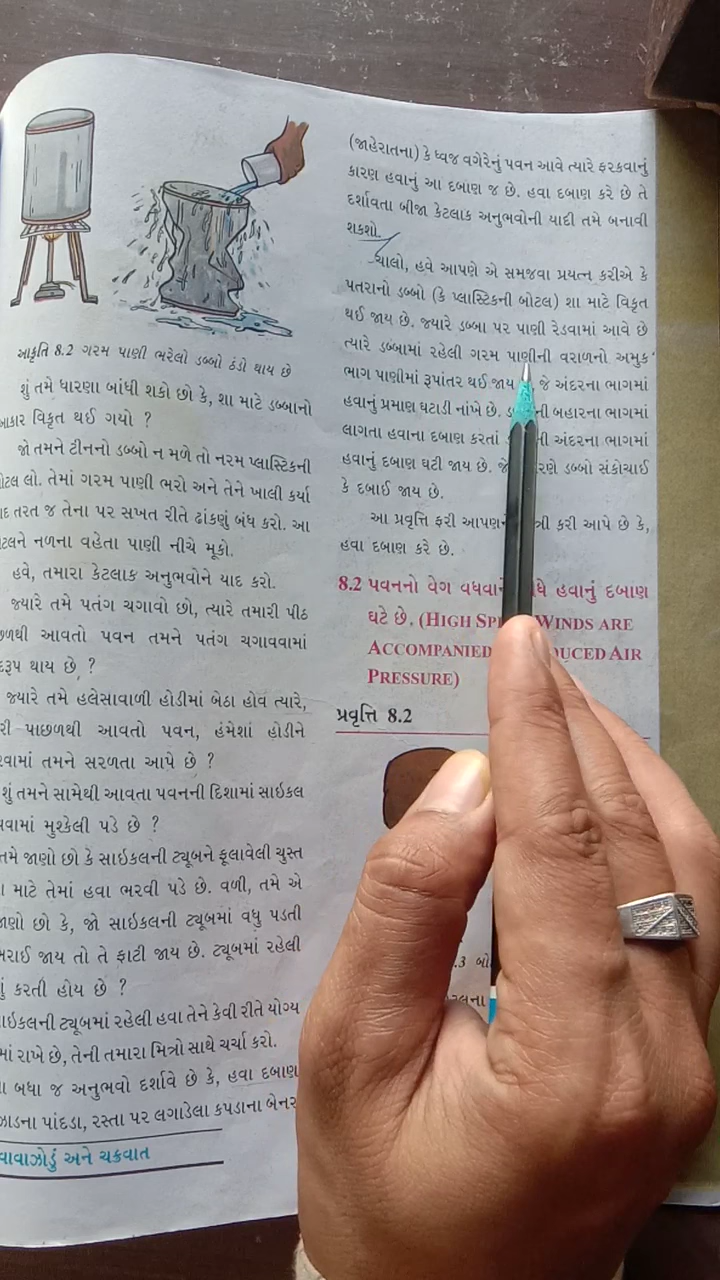 આકૃતિ 8.2 ગરમ પાણી ભરેલો ડબ્બો ઠંડો થાય છે
શું તમે ધારણા બાંધી શકો છો કે, શા માટે ડબ્બાનો
આકાર વિકૃત થઈ ગયો ?
જો તમને ટીનનો ડબ્બો ન મળે તો નરમ પ્લાસ્ટિકની
લો. તેમાં ગરમ પાણી ભરો અને તેને ખાલી કર્યા
તરત જ તેના પર સખત રીતે ઢાંકણું બંધ કરો. આ
નળના વહેતા પાણી નીચે મૂકો.
હવે, તમારા કેટલાક અનુભવોને યાદ કરો.
જ્યારે તમે પતંગ ચગાવો છો, ત્યારે તમારી પીઠ
આવતો પવન તમને પતંગ ચગાવવામાં
થાય છે ?
જ્યારે તમે હલેસાવાળી હોડીમાં બેઠા હોવ ત્યારે,
પાછળથી આવતો પવન, હંમેશાં હોડીને
તમને સરળતા આપે છે ?
શું તમને સામેથી આવતા પવનની દિશામાં સાઇકલ
મુશ્કેલી પડે છે ?
તમે જાણો છો કે સાઇકલની ટ્યૂબને ફૂલાવેલી ચુસ્ત
માટે તેમાં હવા ભરવી પડે છે. વળી, તમે એ
છો કે, જો સાઇકલની ટ્યૂબમાં વધુ પડતી
જાય તો તે ફાટી જાય છે. ટ્યૂબમાં રહેલી
કરતી હોય છે ?
ટ્યૂબમાં રહેલી હવા તેને કેવી રીતે યોગ્ય
રાખે છે, તેની તમારા મિત્રો સાથે ચર્ચા કરો.
બધા જ અનુભવો દર્શાવે છે કે, હવા દબાણ
પાંદડા, રસ્તા પર લગાડેલા કપડાના બેનર
વાવાઝોડું અને ચક્રવાત
(જાહેરાતના) કે ધ્વજ વગેરેનું પવન આવે ત્યારે ફરકવાનું
કારણ હવાનું આ દબાણ જ છે. હવા દબાણ કરે છે તે
દર્શાવતા બીજા કેટલાક અનુભવોની યાદી તમે બનાવી
શકશો.
ચાલો, હવે આપણે એ સમજવા પ્રયત્ન કરીએ કે
પતરાનો ડબ્બો (કે પ્લાસ્ટિકની બોટલ) શા માટે વિકૃત
થઈ જાય છે. જ્યારે ડબ્બા પર પાણી રેડવામાં આવે છે
ત્યારે ડબ્બામાં રહેલી ગરમ પાણીની વરાળનો અમુક
ભાગ પાણીમાં રૂપાંતર થઈ જાય જે અંદરના ભાગમાં
હવાનું પ્રમાણ ઘટાડી નાંખે છે. બહારના ભાગમાં
લાગતા હવાના દબાણ કરતાં અંદરના ભાગમાં
હવાનું દબાણ ઘટી જાય છે. ડબ્બો સંકોચાઈ
કે દબાઈ જાય છે.
આ પ્રવૃત્તિ ફરી કરી આપે છે કે,
હવા દબાણ કરે છે.
8.2 પવનનો વેગ હવાનું દબાણ
ઘટે છે. (HIGH WINDS ARE
ACCOMPANIED AIR
PRESSURE)
પ્રવૃત્તિ 8.2